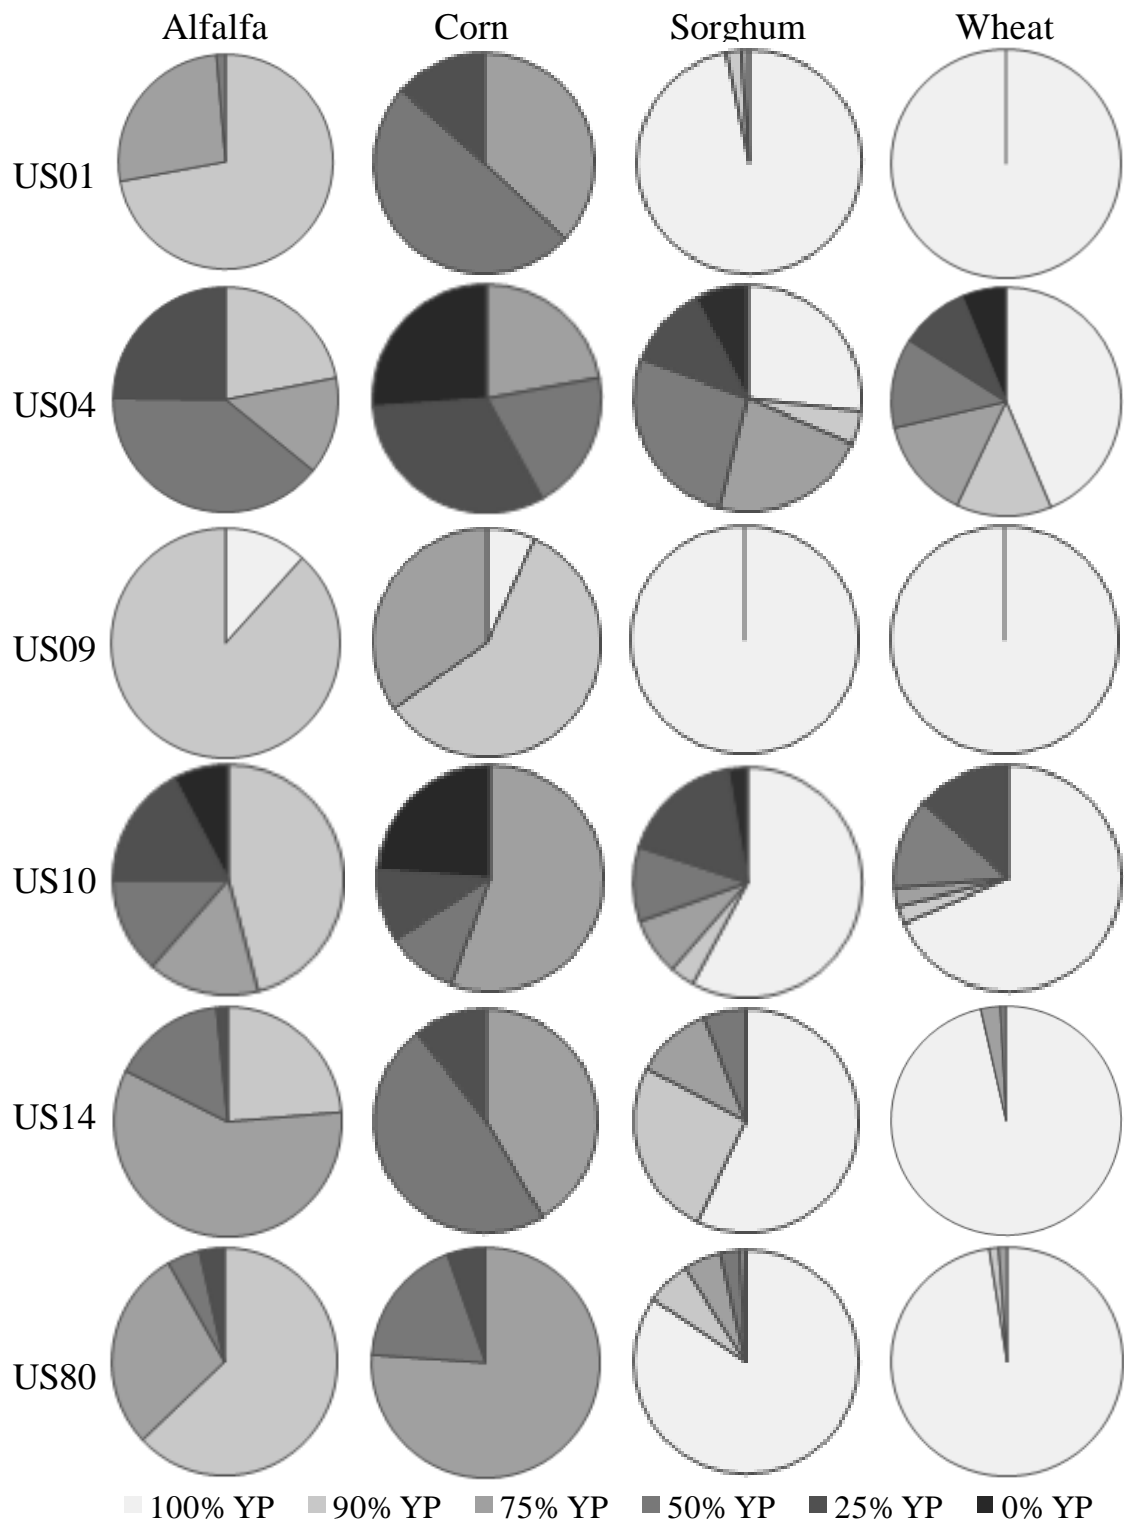 Alfalfa Corn Sorghum Wheat
US01
US04
US09
US10
US14
US80
100% YP 90% YP 75% YP 50% YP 25% YP 0% YP